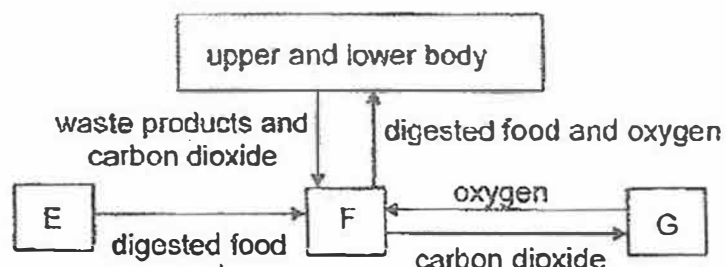 upper and lower body
waste products and
carbon dioxide
digested food and oxygen
E
digested food
F
oxygen
carbon dioxide
G